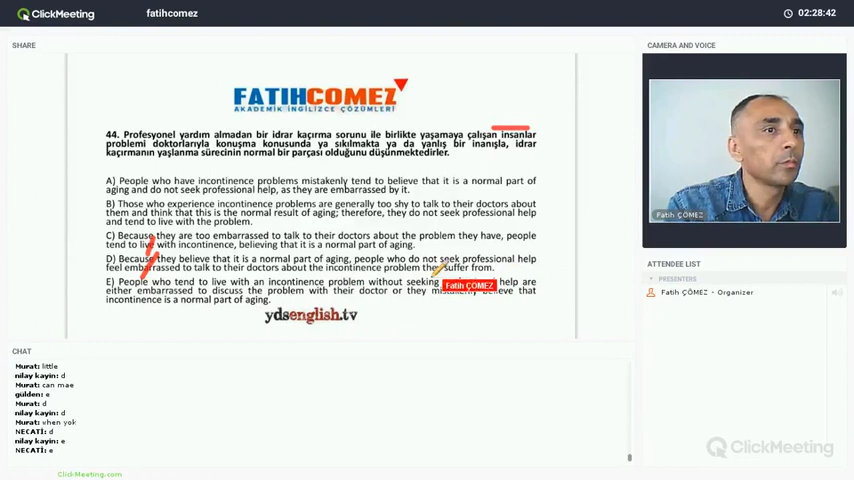 ClickMeeting
fatihcomez
02:28:42
SHARE
CAMERA AND VOICE
FATIHCOMEZ
AKADEMİK İNGİLİZCE ÇÖZÜMLERİ
44. Profesyonel yardım almadan bir idrar kaçırma sorunu ile birlikte yaşamaya çalışan insanlar
problemi doktorlarıyla konuşma konusunda ya sıkılmakta ya da yanlış bir inanışla, idrar
kaçırmanın yaşlanma sürecinin normal bir parçası olduğunu düşünmektedirler.
A) People who have incontinence problems mistakenly tend to believe that it is a normal part of
aging and do not seek professional help, as they are embarrassed by it.
B) Those who experience incontinence problems are generally too shy to talk to their doctors about
them and think that this is the normal result of aging; therefore, they do not seek professional help
and tend to live with the problem.
C) Because they are too embarrassed to talk to their doctors about the problem they have, people
tend to live with incontinence, believing that it is a normal part of aging.
D) Because they believe that it is a normal part of aging, people who do not seek professional help
feel embarrassed to talk to their doctors about the incontinence problem they suffer from.
E) People who tend to live with an incontinence problem without seeking help are
either embarrassed to discuss the problem with their doctor or they mistakenly believe that
incontinence is a normal part of aging.
Fatih ÇÖMEZ
ydsenglish.tv
Fatih ÇÖMEZ
ATTENDEE LIST
PRESENTERS
Fatih ÇÖMEZ - Organizer
CHAT
Murat: little
nilay kayin: d
Murat: can mae
gülden: e
Murat: d
nilay kayin: d
Murat: when yok
NECATİ: d
nilay kayin: e
NECATİ: e
ClickMeeting
ClickMeeting.com